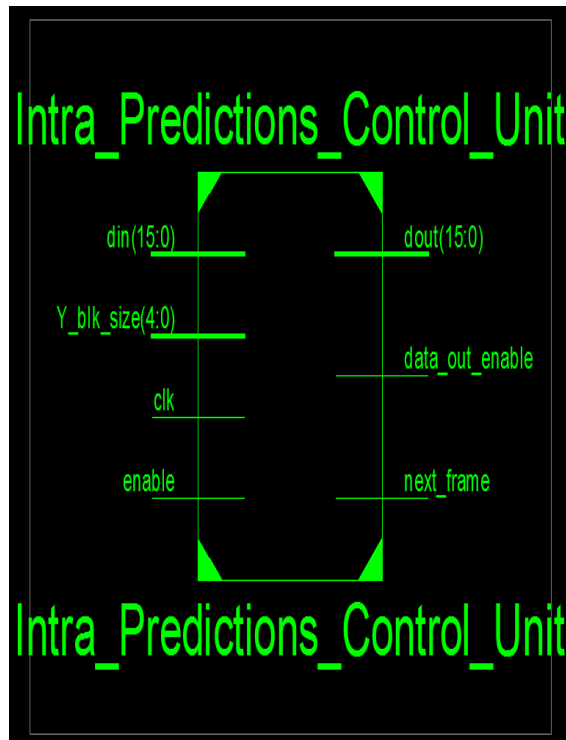 Intra_Predictions_Control_Unit
din(15:0)
dout(15:0)
Y_blk_size(4:0)
data_out_enable
clk
enable
next_frame
Intra_Predictions_Control_Unit